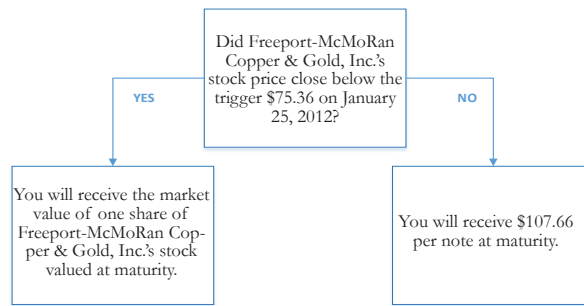 Did Freeport-McMoRan
Copper & Gold, Inc.'s
stock price close below the
trigger $75.36 on January
25, 2012?
YES
NO
You will receive the market
value of one share of
Freeport-McMoRan Cop-
per & Gold, Inc.'s stock
valued at maturity.
You will receive $107.66
per note at maturity.